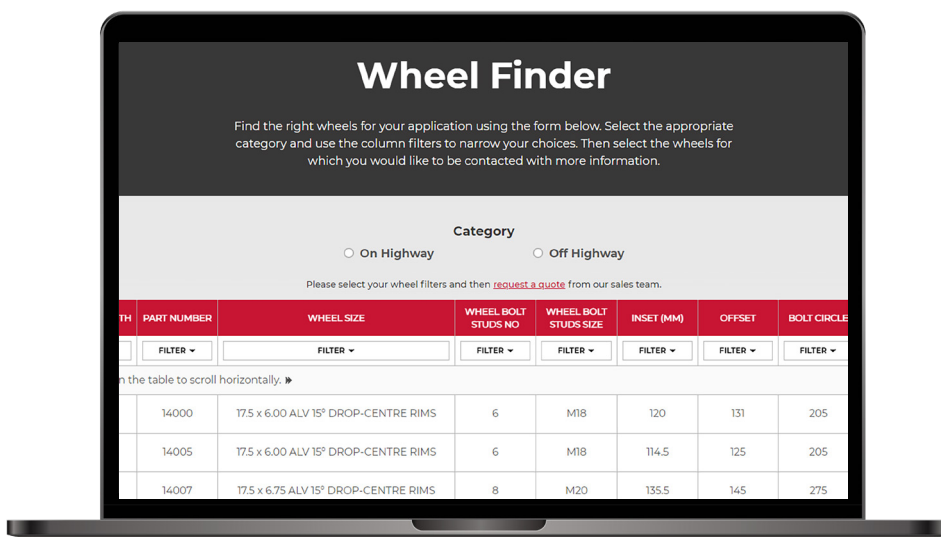 Wheel Finder
Find the right wheels for your application using the form below. Select the appropriate
category and use the column filters to narrow your choices. Then select the wheels for
which you would like to be contacted with more information.
Category
On Highway Off Highway
Please select your wheel filters and then request a quote from our sales team.
TH PART NUMBER WHEEL SIZE WHEEL BOLT STUDS NO WHEEL BOLT STUDS SIZE INSET (MM) OFFSET BOLT CIRCLE
FILTER FILTER FILTER FILTER FILTER FILTER FILTER
n the table to scroll horizontally.
14000 17.5 x 6.00 ALV 15° DROP-CENTRE RIMS 6 M18 120 131 205
14005 17.5 x 6.00 ALV 15° DROP-CENTRE RIMS 6 M18 114.5 125 205
14007 17.5 x 6.75 ALV 15° DROP-CENTRE RIMS 8 M20 135.5 145 275